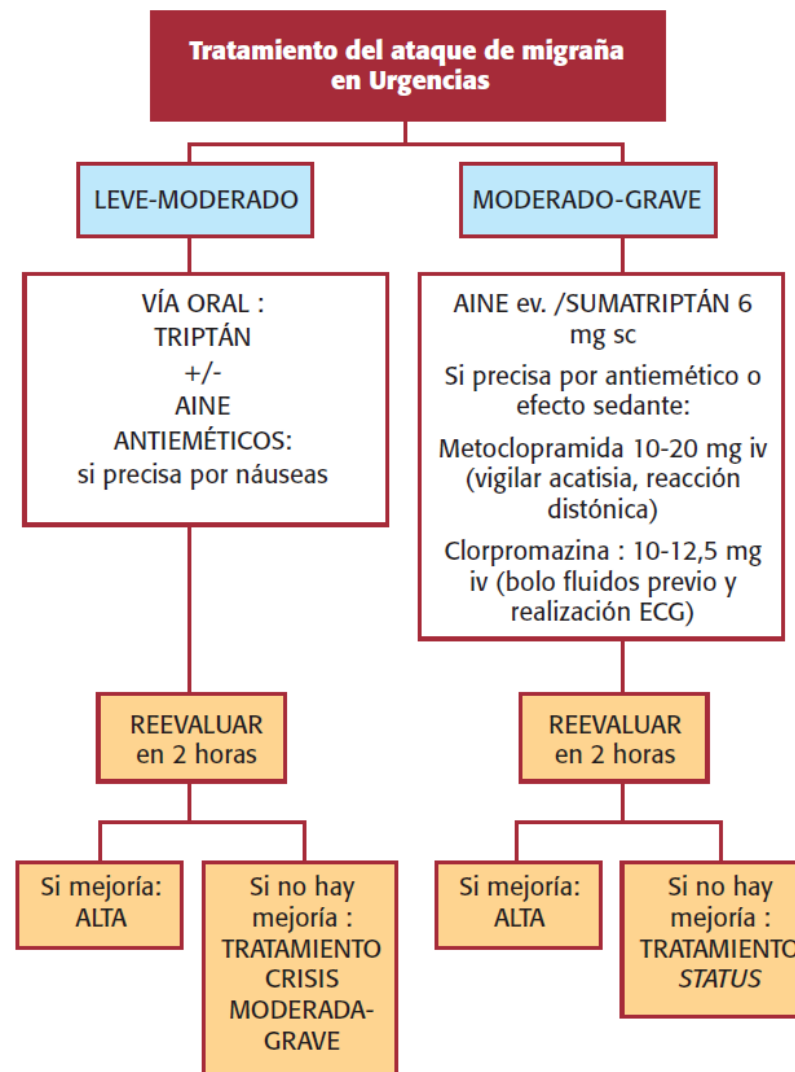 Tratamiento del ataque de migraña
en Urgencias
LEVE-MODERADO
MODERADO-GRAVE
VÍA ORAL :
TRIPTÁN
+/-
AINE
ANTIEMÉTICOS:
si precisa por náuseas
AINE ev. /SUMATRIPTÁN 6
mg sc
Si precisa por antiemético o
efecto sedante:
Metoclopramida 10-20 mg iv
(vigilar acatisia, reacción
distónica)
Clorpromazina : 10-12,5 mg
iv (bolo fluidos previo y
realización ECG)
REEVALUAR
en 2 horas
REEVALUAR
en 2 horas
Si mejoría:
ALTA
Si no hay
mejoría :
TRATAMIENTO
CRISIS
MODERADA-
GRAVE
Si mejoría:
ALTA
Si no hay
mejoría :
TRATAMIENTO
STATUS